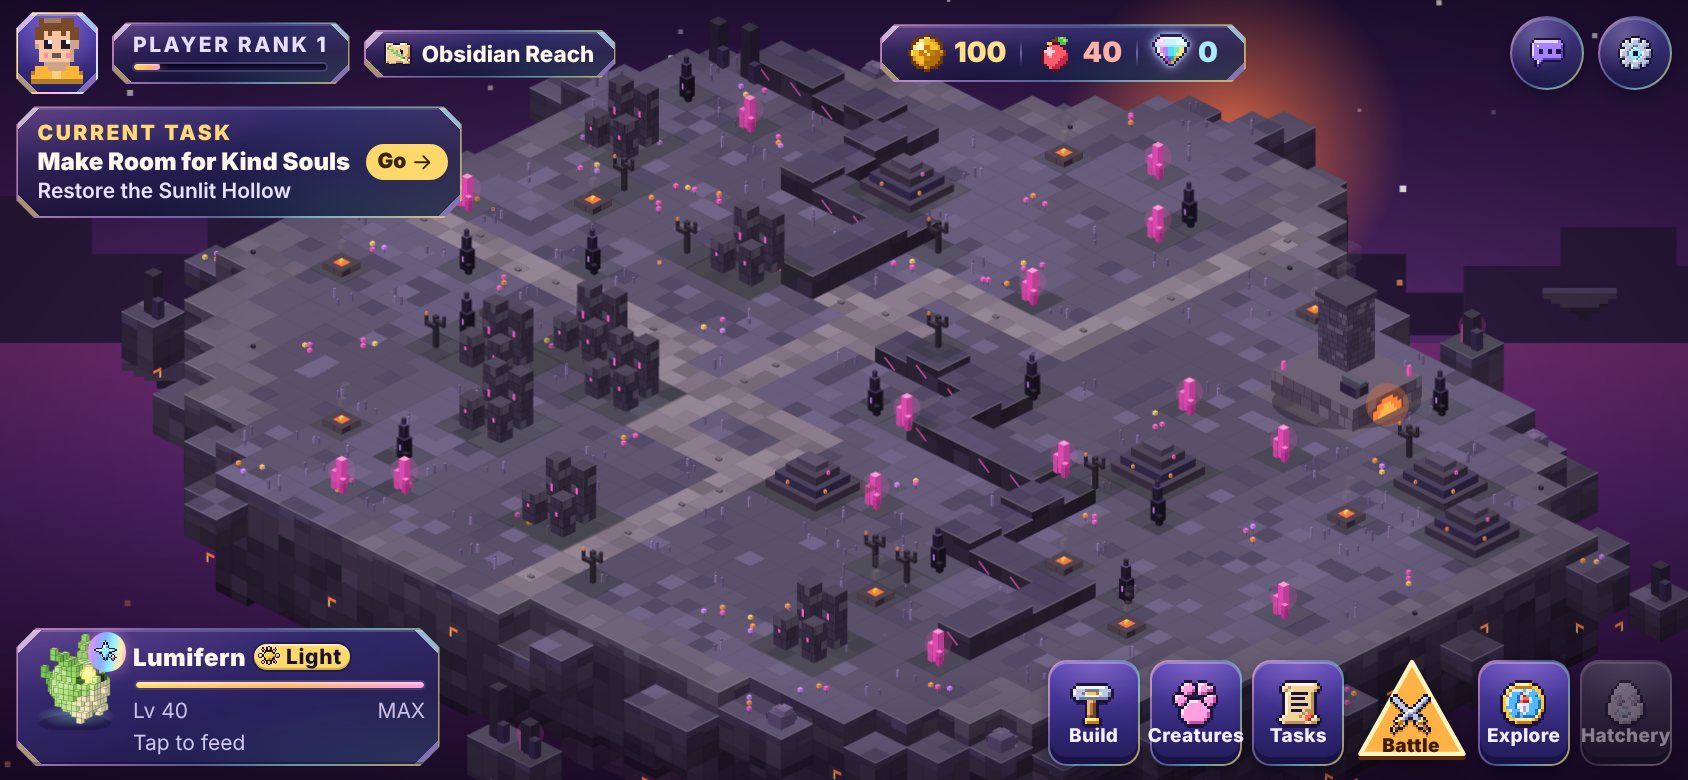 PLAYER RANK 1
Obsidian Reach
100
40
0
CURRENT TASK
Make Room for Kind Souls
Go →
Restore the Sunlit Hollow
Lumifern
Light
Lv 40
MAX
Tap to feed
Build
Creatures
Tasks
Battle
Explore
Hatchery